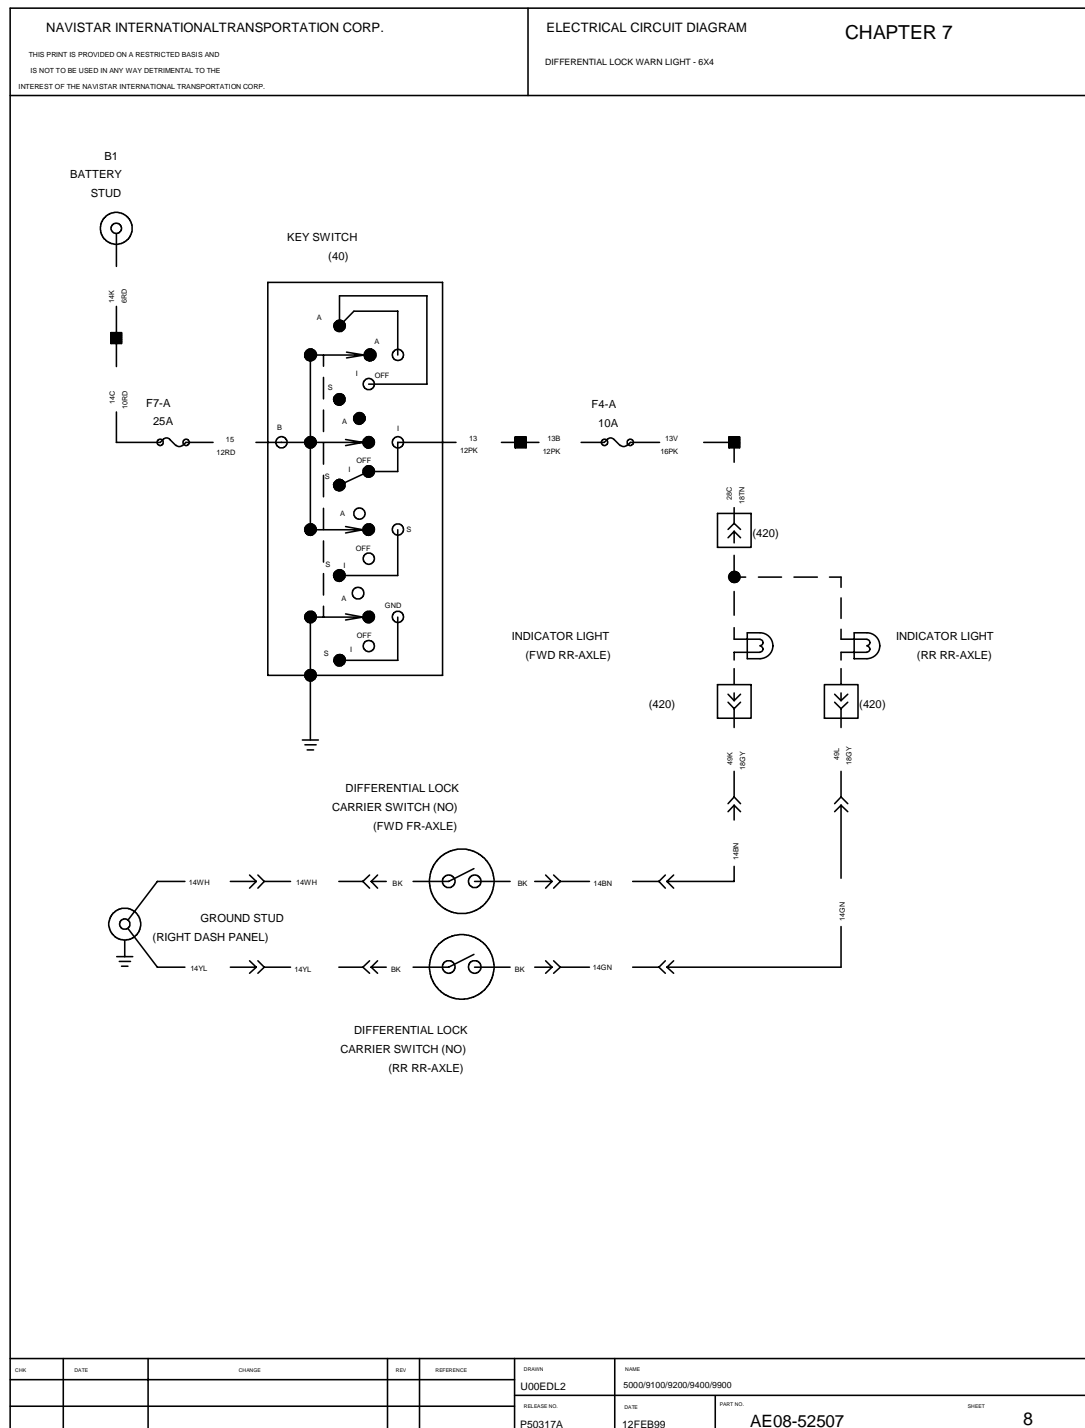 NAVISTAR INTERNATIONALTRANSPORTATION CORP.
THIS PRINT IS PROVIDED ON A RESTRICTED BASIS AND
IS NOT TO BE USED IN ANY WAY DETRIMENTAL TO THE
INTEREST OF THE NAVISTAR INTERNATIONAL TRANSPORTATION CORP.
ELECTRICAL CIRCUIT DIAGRAM
CHAPTER 7
DIFFERENTIAL LOCK WARN LIGHT - 6X4
B1
BATTERY
STUD
14K
6RD
14C
10RD
F7-A
25A
15
12RD
KEY SWITCH
(40)
A
A
I
OFF
S
A
B
I
OFF
I
S
A
S
OFF
S
I
A
GND
OFF
I
S
13
12PK
13B
12PK
F4-A
10A
13V
16PK
28C
18TN
(420)
INDICATOR LIGHT
(FWD RR-AXLE)
INDICATOR LIGHT
(RR RR-AXLE)
(420)
(420)
49K
18GY
49L
18GY
14BN
14GN
DIFFERENTIAL LOCK
CARRIER SWITCH (NO)
(FWD FR-AXLE)
14WH
14WH
BK
BK
14BN
GROUND STUD
(RIGHT DASH PANEL)
14YL
14YL
BK
BK
14GN
DIFFERENTIAL LOCK
CARRIER SWITCH (NO)
(RR RR-AXLE)
CHK
DATE
CHANGE
REV
REFERENCE
DRAWN
U00EDL2
NAME
5000/9100/9200/9400/9900
RELEASE NO.
P50317A
DATE
12FEB99
PART NO.
AE08-52507
SHEET
8